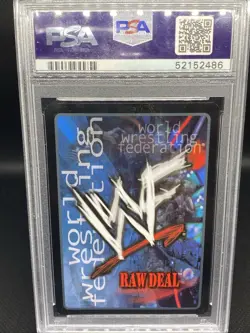 PSA
PSA
52152486
world
wrestling
federation
world
wrestling
federation
WF
RAW DEAL